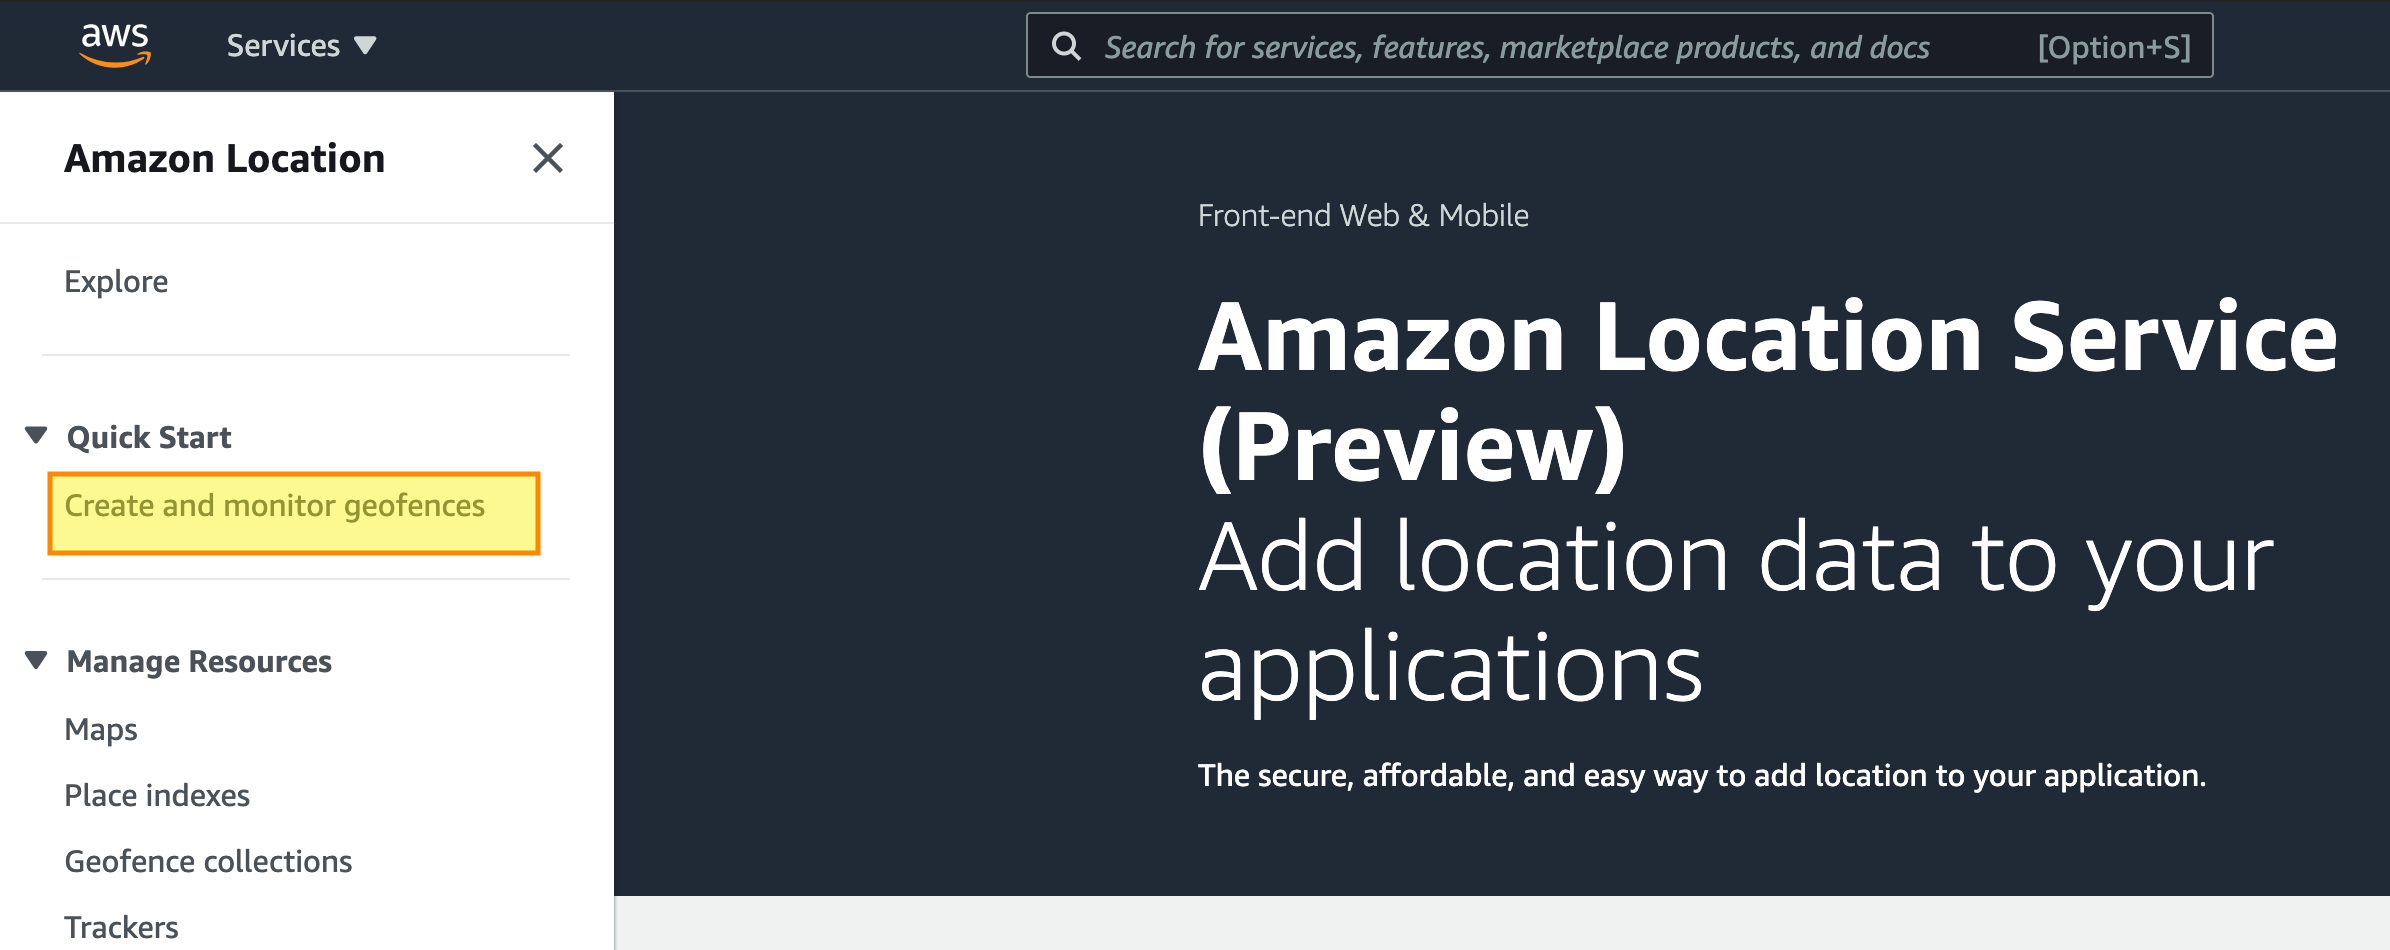 aws
Services
Search for services, features, marketplace products, and docs [Option+S]
Amazon Location
Explore
Quick Start
Create and monitor geofences
Manage Resources
Maps
Place indexes
Geofence collections
Trackers
Front-end Web & Mobile
Amazon Location Service
(Preview)
Add location data to your
applications
The secure, affordable, and easy way to add location to your application.